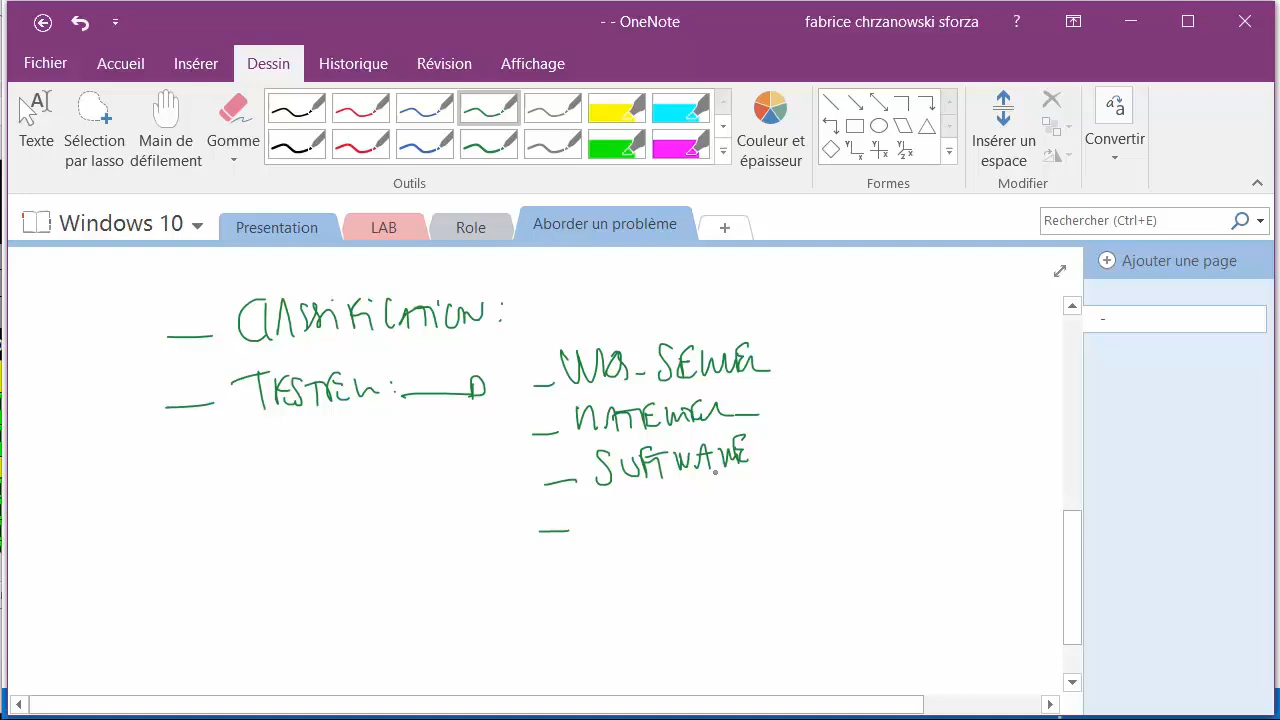 - - OneNote
fabrice chrzanowski sforza
?
Fichier Accueil Insérer Dessin Historique Révision Affichage
Texte
Sélection par lasso
Main de défilement
Gomme
Couleur et épaisseur
Insérer un espace
Convertir
Outils
Formes
Modifier
Windows 10
Presentation LAB Role Aborder un problème +
Rechercher (Ctrl+E)
Ajouter une page
-
— CLASSIFICATION :
— TESTER :
— SERVER
— MATERIEL —
— SOFTWARE
—